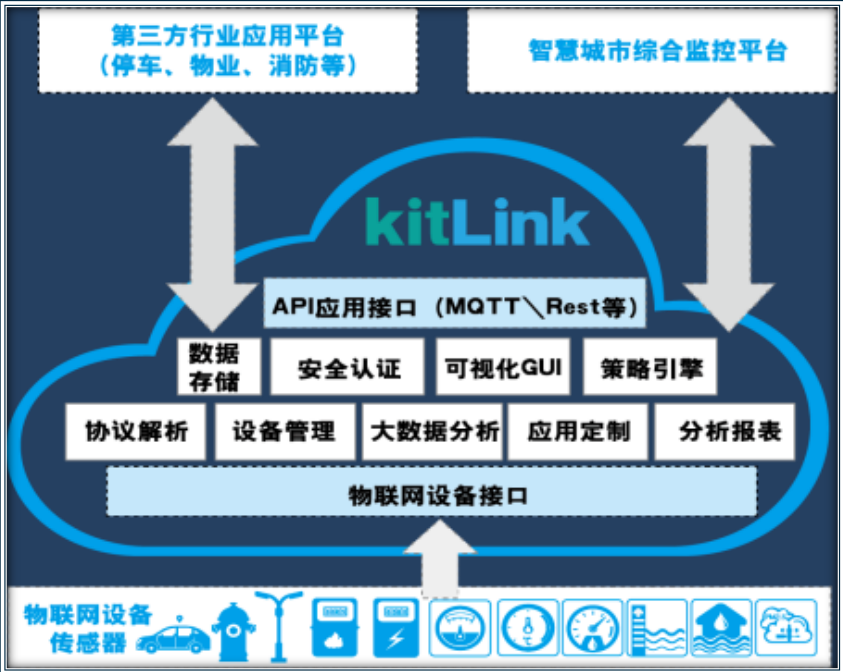 第三方行业应用平台
（停车、物业、消防等）
智慧城市综合监控平台
kitLink
API应用接口（MQTT＼Rest等）
数据
存储
安全认证
可视化GUI
策略引擎
协议解析
设备管理
大数据分析
应用定制
分析报表
物联网设备接口
物联网设备
传感器
℃